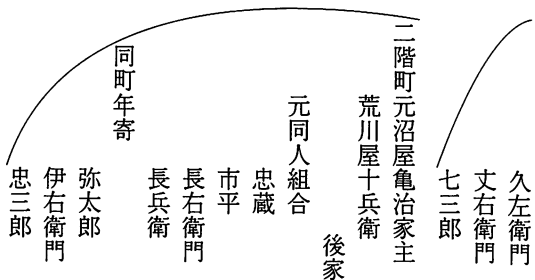 久左衛門
丈右衛門
七三郎
二階町元沼屋亀治家主
荒川屋十兵衛
後家
元同人組合
忠蔵
市平
長右衛門
長兵衛
同町年寄
弥太郎
伊右衛門
忠三郎